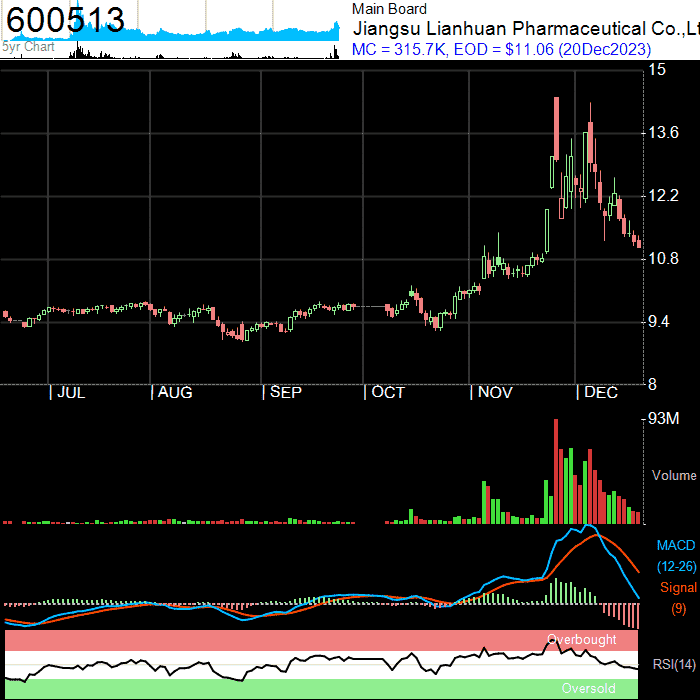 600513
5yr Chart
Main Board
Jiangsu Lianhuan Pharmaceutical Co.,Lt
MC = 315.7K, EOD = $11.06 (20Dec2023)
15
13.6
12.2
10.8
9.4
8
JUL AUG SEP OCT NOV DEC
93M
Volume
MACD
(12-26)
Signal
(9)
Overbought
RSI(14)
Oversold